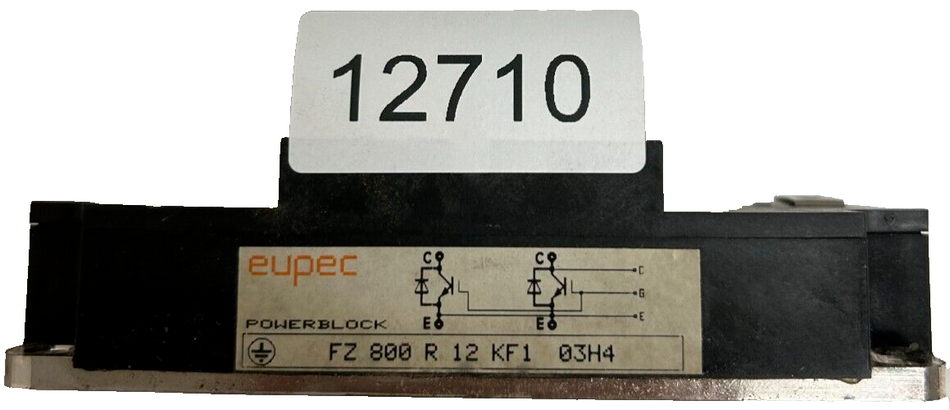 12710
eupec
C C C
G
E E E
POWERBLOCK
FZ 800 R 12 KF1 03H4